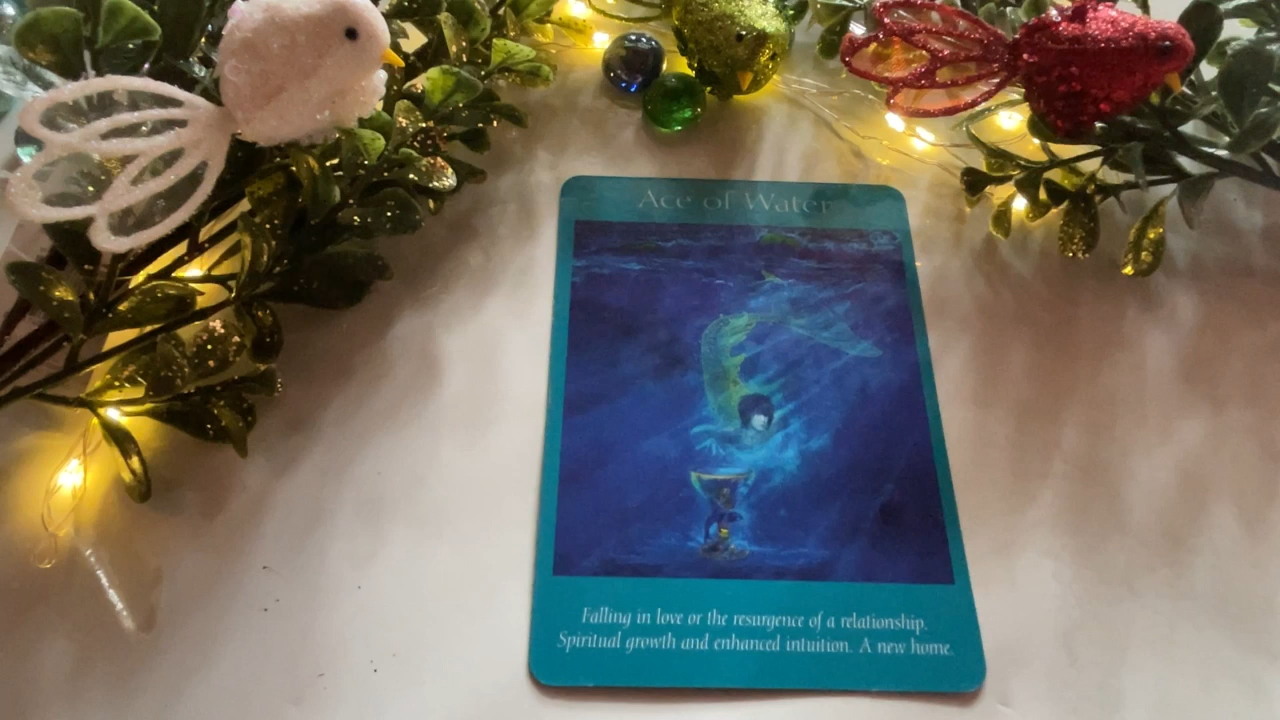 Ace of Water
Falling in love or the resurgence of a relationship.
Spiritual growth and enhanced intuition. A new home.